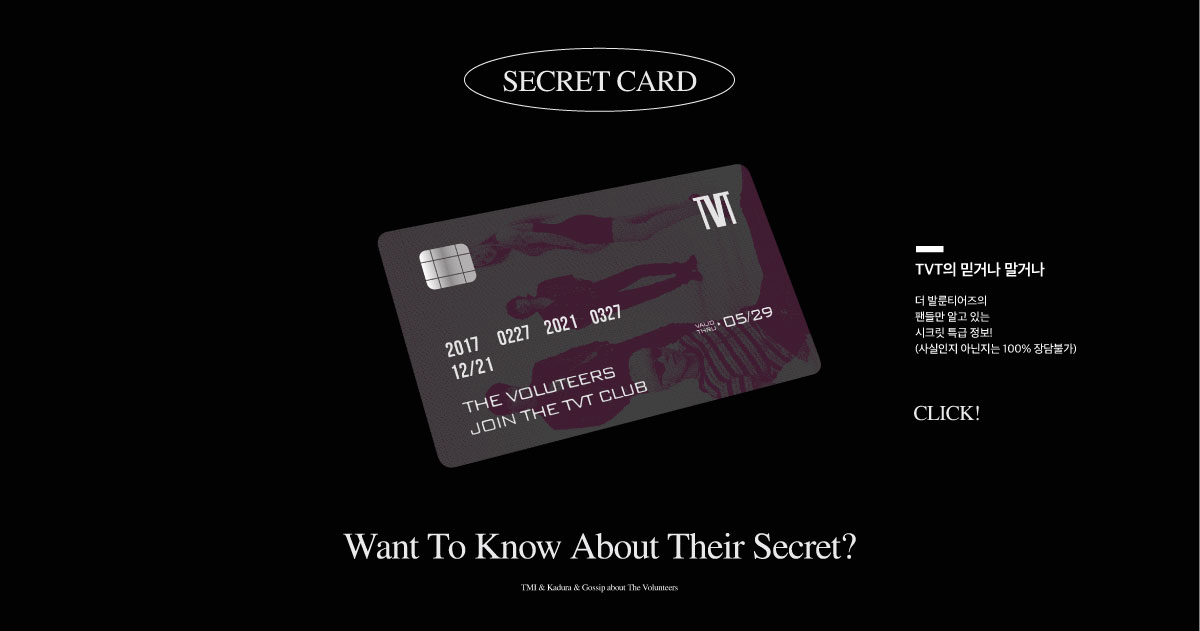 SECRET CARD
TVT
2017 0227 2021 0327
12/21
VALID
THRU
05/29
THE VOLUTEERS
JOIN THE TVT CLUB
TVT의 믿거나 말거나
더 발룬티어즈의
팬들만 알고 있는
시크릿 특급 정보!
(사실인지 아닌지는 100% 장담불가)
CLICK!
Want To Know About Their Secret?
TMI & Kadura & Gossip about The Volunteers